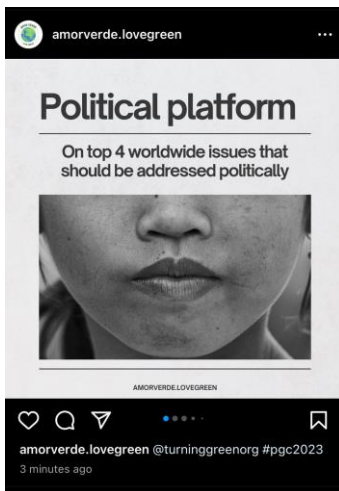 amorverde.lovegreen
Political platform
On top 4 worldwide issues that
should be addressed politically
AMORVERDE.LOVEGREEN
amorverde.lovegreen @turninggreenorg #pgc2023
3 minutes ago